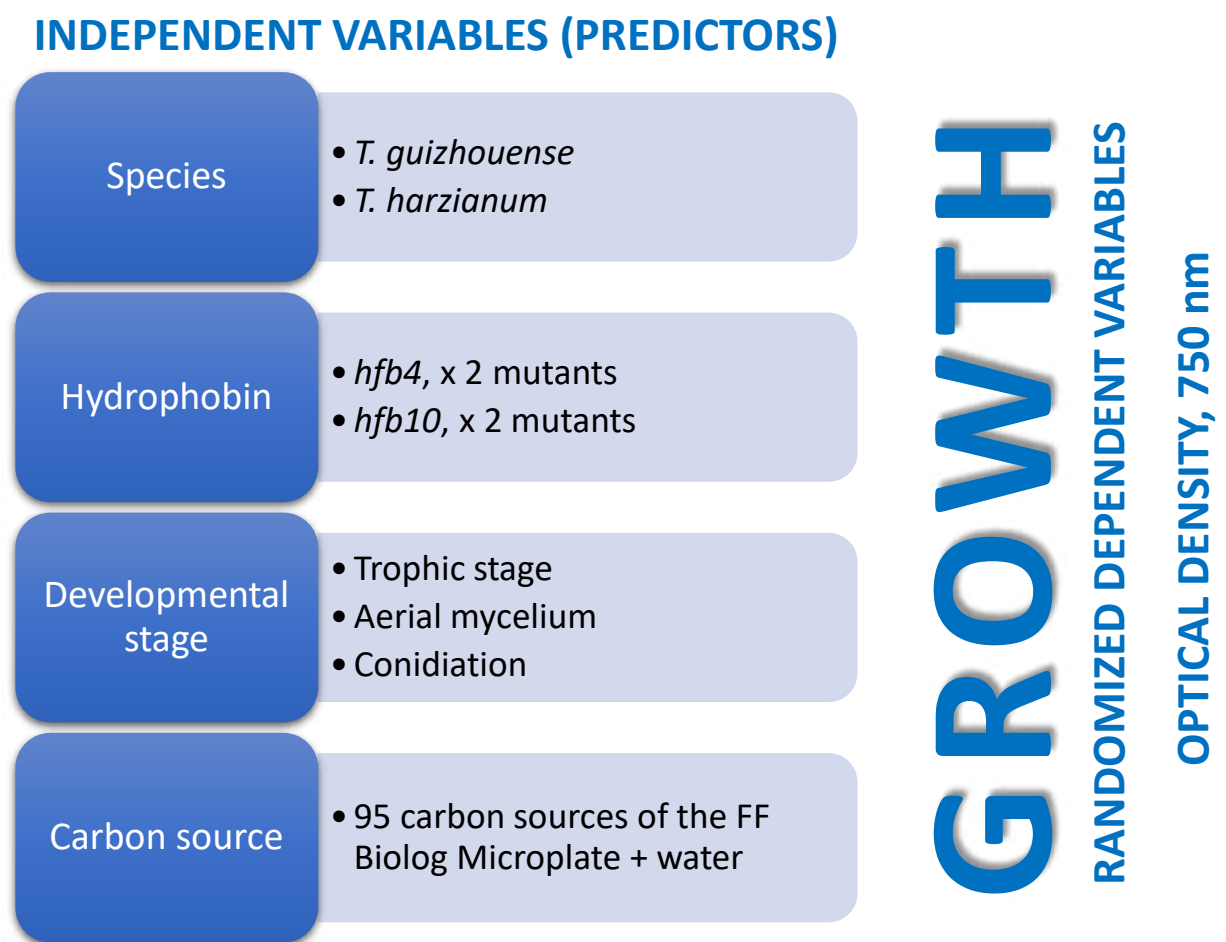 INDEPENDENT VARIABLES (PREDICTORS)
Species
• T. guizhouense
• T. harzianum
Hydrophobin
• hfb4, x 2 mutants
• hfb10, x 2 mutants
Developmental
stage
• Trophic stage
• Aerial mycelium
• Conidiation
Carbon source
• 95 carbon sources of the FF
Biolog Microplate + water
GROWTH
RANDOMIZED DEPENDENT VARIABLES
OPTICAL DENSITY, 750 nm